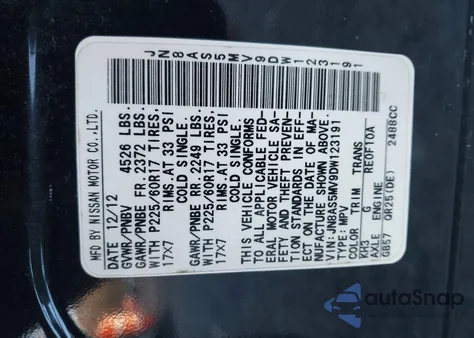 JN8AS5MV9DW123191
MFG BY NISSAN MOTOR CO.,LTD.
DATE: 12/12
GVWR/PNBV 4526 LBS.
GAWR/PNBE FR 2372 LBS.
WITH P225/60R17 TIRES,
17X7 RIMS,AT 33 PSI
COLD SINGLE.
GAWR/PNBE RR 2249 LBS.
WITH P225/60R17 TIRES,
17X7 RIMS,AT 33 PSI
COLD SINGLE.
THIS VEHICLE CONFORMS
TO ALL APPLICABLE FED-
ERAL MOTOR VEHICLE SA-
FETY AND THEFT PREVEN-
TION STANDARDS IN EFF-
ECT ON THE DATE OF MA-
NUFACTURE SHOWN ABOVE.
VIN:JN8AS5MV9DW123191
TYPE:MPV
COLOR TRIM TRANS
KH3 RE0F10A
AXLE ENGINE
GB57 QR25(DE) 2488CC
autoSnap